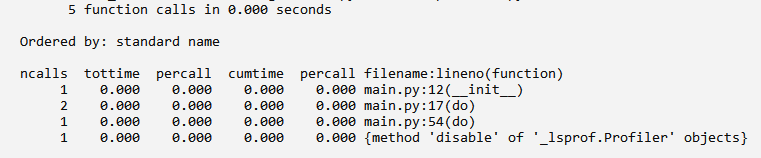 5 function calls in 0.000 seconds
Ordered by: standard name
ncalls  tottime  percall  cumtime  percall filename:lineno(function)
1    0.000    0.000    0.000    0.000 main.py:12(__init__)
2    0.000    0.000    0.000    0.000 main.py:17(do)
1    0.000    0.000    0.000    0.000 main.py:54(do)
1    0.000    0.000    0.000    0.000 {method 'disable' of '_lsprof.Profiler' objects}